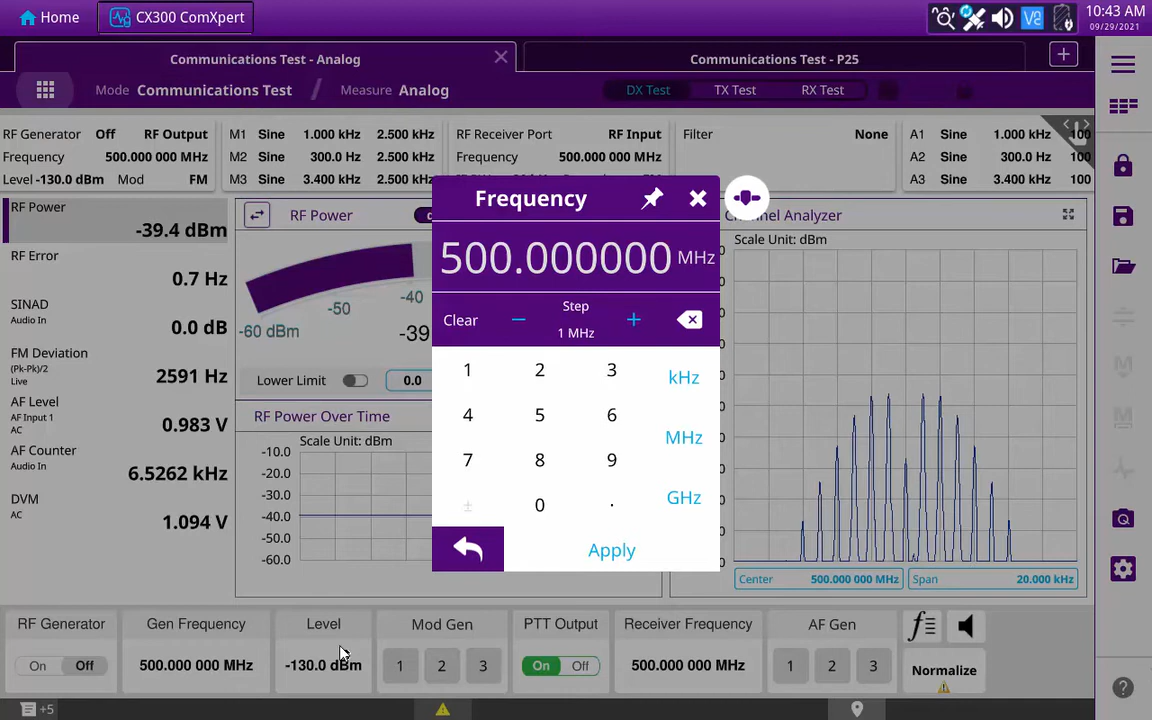 Home
CX300 ComXpert
10:43 AM
09/29/2021
Communications Test - Analog
Communications Test - P25
Mode Communications Test / Measure Analog
DX Test TX Test RX Test
RF Generator Off RF Output
Frequency 500.000 000 MHz
Level -130.0 dBm Mod FM
M1 Sine 1.000 kHz 2.500 kHz
M2 Sine 300.0 Hz 2.500 kHz
M3 Sine 3.400 kHz 2.500 kHz
RF Receiver Port RF Input
Frequency 500.000 000 MHz
Filter None
A1 Sine 1.000 kHz 100
A2 Sine 300.0 Hz 100
A3 Sine 3.400 kHz 100
RF Power
-39.4 dBm
RF Error
0.7 Hz
SINAD
Audio In
0.0 dB
FM Deviation
(Pk-Pk)/2
Live
2591 Hz
AF Level
AF Input 1
AC
0.983 V
AF Counter
Audio In
6.5262 kHz
DVM
AC
1.094 V
RF Power
-60 dBm
-50
-40
-39
Lower Limit 0.0
RF Power Over Time
Scale Unit: dBm
-10.0
-20.0
-30.0
-40.0
-50.0
-60.0
Frequency
500.000000 MHz
Clear − Step +
1 MHz
1 2 3 kHz
4 5 6 MHz
7 8 9 GHz
± 0 .
Apply
Channel Analyzer
Scale Unit: dBm
Center 500.000 000 MHz
Span 20.000 kHz
RF Generator
On Off
Gen Frequency
500.000 000 MHz
Level
-130.0 dBm
Mod Gen
1 2 3
PTT Output
On Off
Receiver Frequency
500.000 000 MHz
AF Gen
1 2 3
Normalize
+5